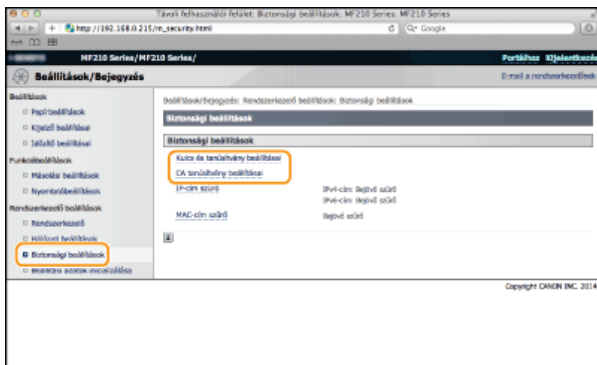 Távoli felhasználói felület: Biztonsági beállítások: MF210 Series: MF210 Series
http://192.168.0.215/m_security.html
Google
MF210 Series/MF210 Series/
Portálhoz Kijelentkezés
Beállítások/Bejegyzés
E-mail a rendszerkezelőnek
Beállítások
Papírbeállítások
Kijelző beállításai
Időzítő beállításai
Funkcióbeállítások
Másolási beállítások
Nyomtatóbeállítások
Rendszerkezelő beállítások
Rendszerkezelő
Hálózati beállítások
Biztonsági beállítások
Beállítási adatok inicializálása
Beállítások/Bejegyzés: Rendszerkezelő beállítások: Biztonsági beállítások
Biztonsági beállítások
Biztonsági beállítások
Kulcs és tanúsítvány beállításai
CA tanúsítvány beállításai
IP-cím szűrő
IPv4-cím: Bejövő szűrő
IPv6-cím: Bejövő szűrő
MAC-cím szűrő
Bejövő szűrő
Copyright CANON INC. 2014